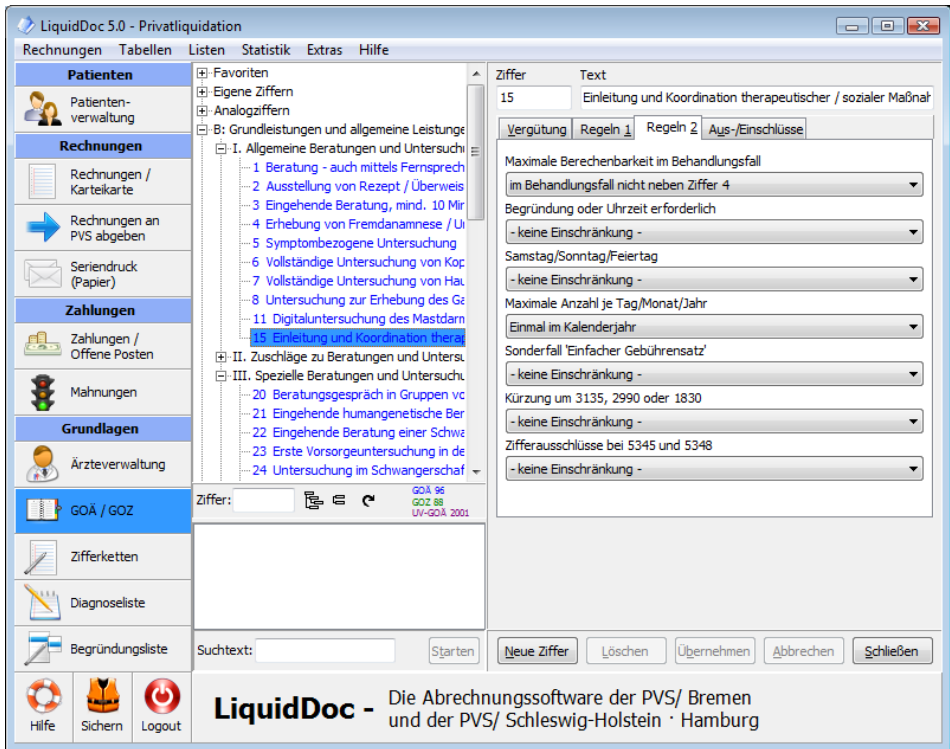 LiquidDoc 5.0 - Privatliquidation
Rechnungen Tabellen Listen Statistik Extras Hilfe
Patienten
Patienten-
verwaltung
Rechnungen
Rechnungen /
Karteikarte
Rechnungen an
PVS abgeben
Seriendruck
(Papier)
Zahlungen
Zahlungen /
Offene Posten
Mahnungen
Grundlagen
Ärzteverwaltung
GOÄ / GOZ
Zifferketten
Diagnoseliste
Begründungsliste
Hilfe Sichern Logout
Favoriten
Eigene Ziffern
Analogziffern
B: Grundleistungen und allgemeine Leistunge
I. Allgemeine Beratungen und Untersuchu
1 Beratung - auch mittels Fernsprech
2 Ausstellung von Rezept / Überweis
3 Eingehende Beratung, mind. 10 Mir
4 Erhebung von Fremdanamnese / U
5 Symptombezogene Untersuchung
6 Vollständige Untersuchung von Kop
7 Vollständige Untersuchung von Hau
8 Untersuchung zur Erhebung des Ga
11 Digitaluntersuchung des Mastdarn
15 Einleitung und Koordination therap
II. Zuschläge zu Beratungen und Untersu
III. Spezielle Beratungen und Untersuchu
20 Beratungsgespräch in Gruppen vo
21 Eingehende humangenetische Ber
22 Eingehende Beratung einer Schwa
23 Erste Vorsorgeuntersuchung in de
24 Untersuchung im Schwangerschaf
Ziffer:
GOÄ 96
GOZ 88
UV-GOÄ 2001
Suchtext: Starten
Ziffer Text
15 Einleitung und Koordination therapeutischer / sozialer Maßnah
Vergütung Regeln 1 Regeln 2 Aus-/Einschlüsse
Maximale Berechenbarkeit im Behandlungsfall
im Behandlungsfall nicht neben Ziffer 4
Begründung oder Uhrzeit erforderlich
- keine Einschränkung -
Samstag/Sonntag/Feiertag
- keine Einschränkung -
Maximale Anzahl je Tag/Monat/Jahr
Einmal im Kalenderjahr
Sonderfall 'Einfacher Gebührensatz'
- keine Einschränkung -
Kürzung um 3135, 2990 oder 1830
- keine Einschränkung -
Zifferausschlüsse bei 5345 und 5348
- keine Einschränkung -
Neue Ziffer Löschen Übernehmen Abbrechen Schließen
LiquidDoc - Die Abrechnungssoftware der PVS/ Bremen
und der PVS/ Schleswig-Holstein · Hamburg